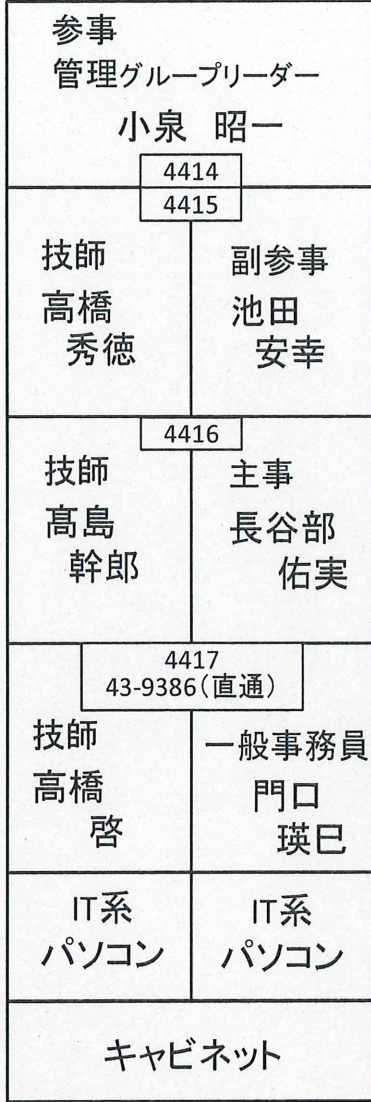 参事
管理グループリーダー
小泉 昭一
4414
4415
技師
高橋
秀徳
副参事
池田
安幸
4416
技師
髙島
幹郎
主事
長谷部
佑実
4417
43-9386(直通)
技師
高橋
啓
一般事務員
門口
瑛巳
IT系
パソコン
IT系
パソコン
キャビネット